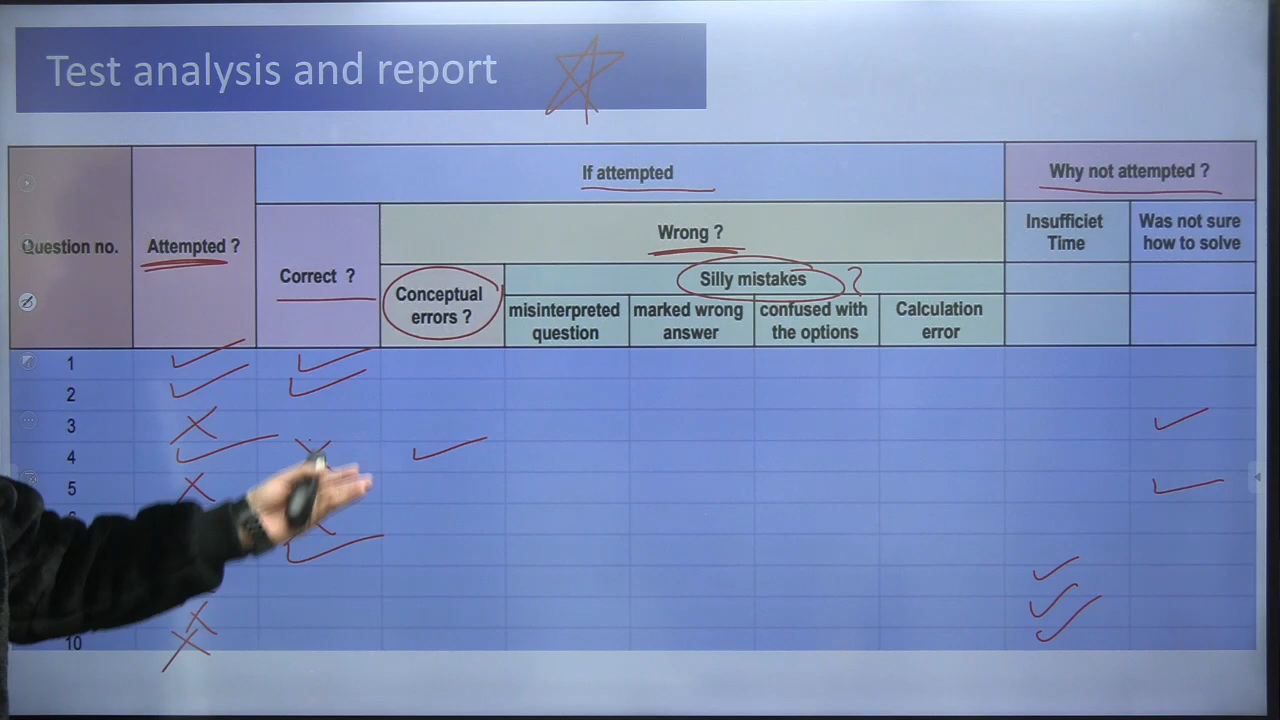 Test analysis and report
If attempted
Why not attempted ?
Question no.
Attempted ?
Correct ?
Wrong ?
Insufficiet
Time
Was not sure
how to solve
Conceptual
errors ?
Silly mistakes ?
misinterpreted
question
marked wrong
answer
confused with
the options
Calculation
error
1
2
3
4
5
10